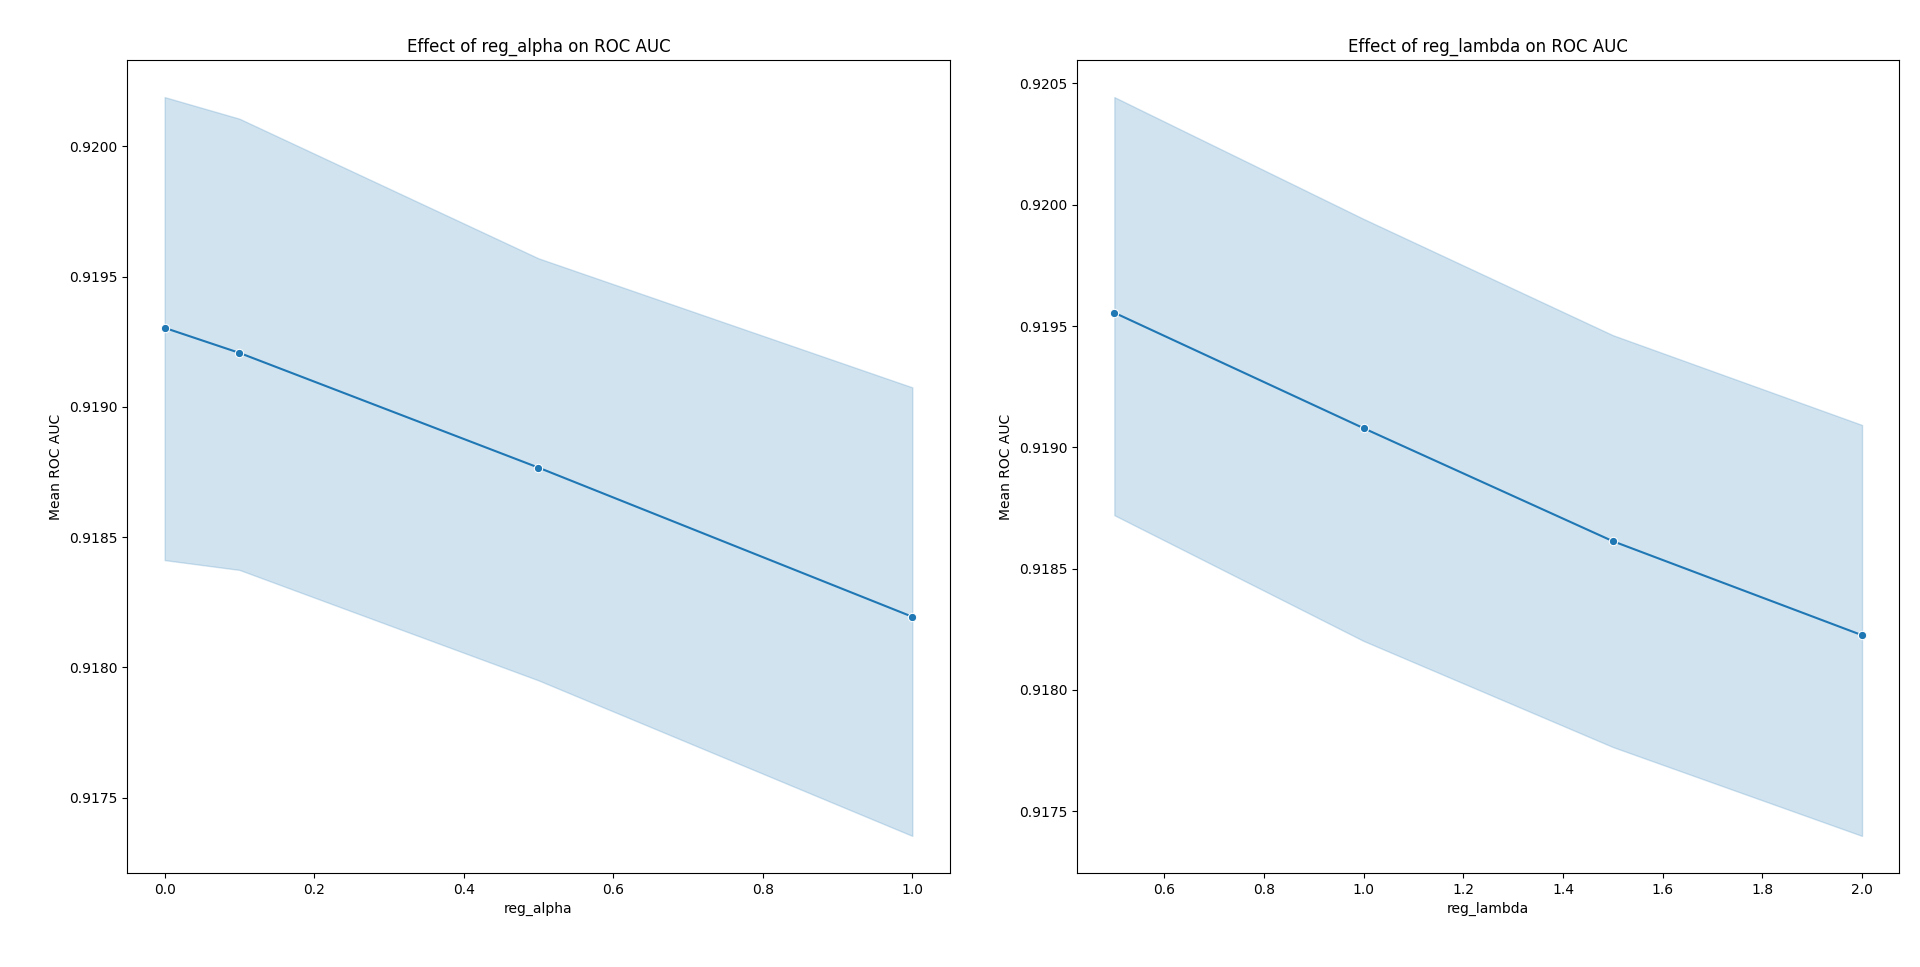 Effect of reg_alpha on ROC AUC
Mean ROC AUC
0.9200
0.9195
0.9190
0.9185
0.9180
0.9175
0.0 0.2 0.4 0.6 0.8 1.0
reg_alpha
Effect of reg_lambda on ROC AUC
Mean ROC AUC
0.9205
0.9200
0.9195
0.9190
0.9185
0.9180
0.9175
0.6 0.8 1.0 1.2 1.4 1.6 1.8 2.0
reg_lambda